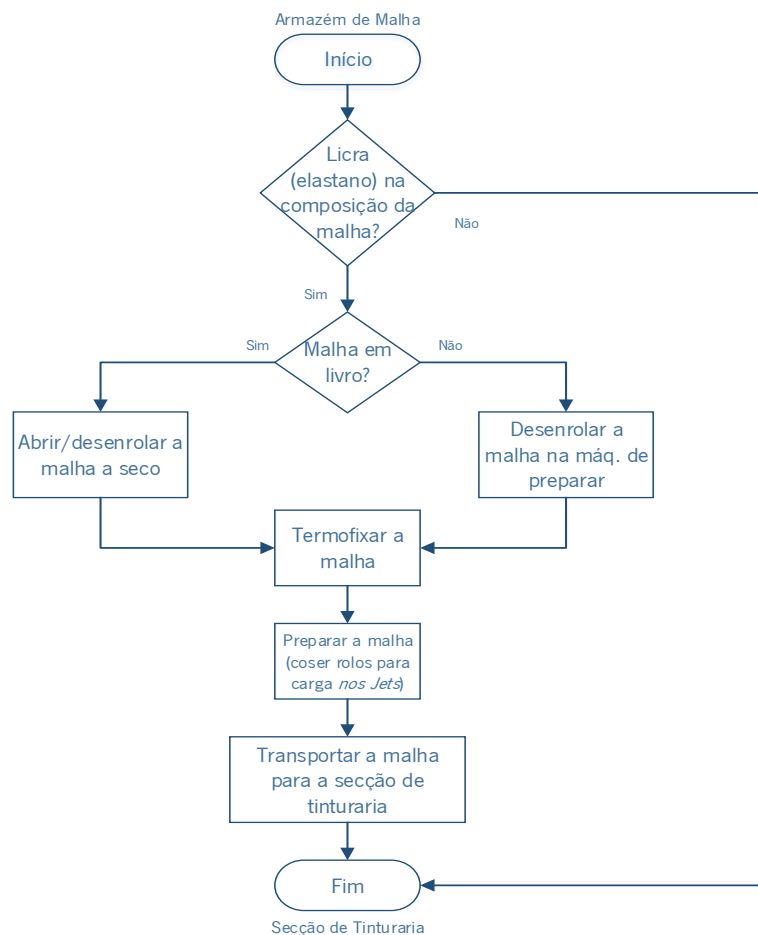 Armazém de Malha
Início
Licra
(elastano) na
composição da
malha?
Não
Sim
Sim
Malha em
livro?
Não
Abrir/desenrolar a
malha a seco
Desenrolar a
malha na máq. de
preparar
Termofixar a
malha
Preparar a malha
(coser rolos para
carga nos Jets)
Transportar a malha
para a secção de
tinturaria
Fim
Secção de Tinturaria